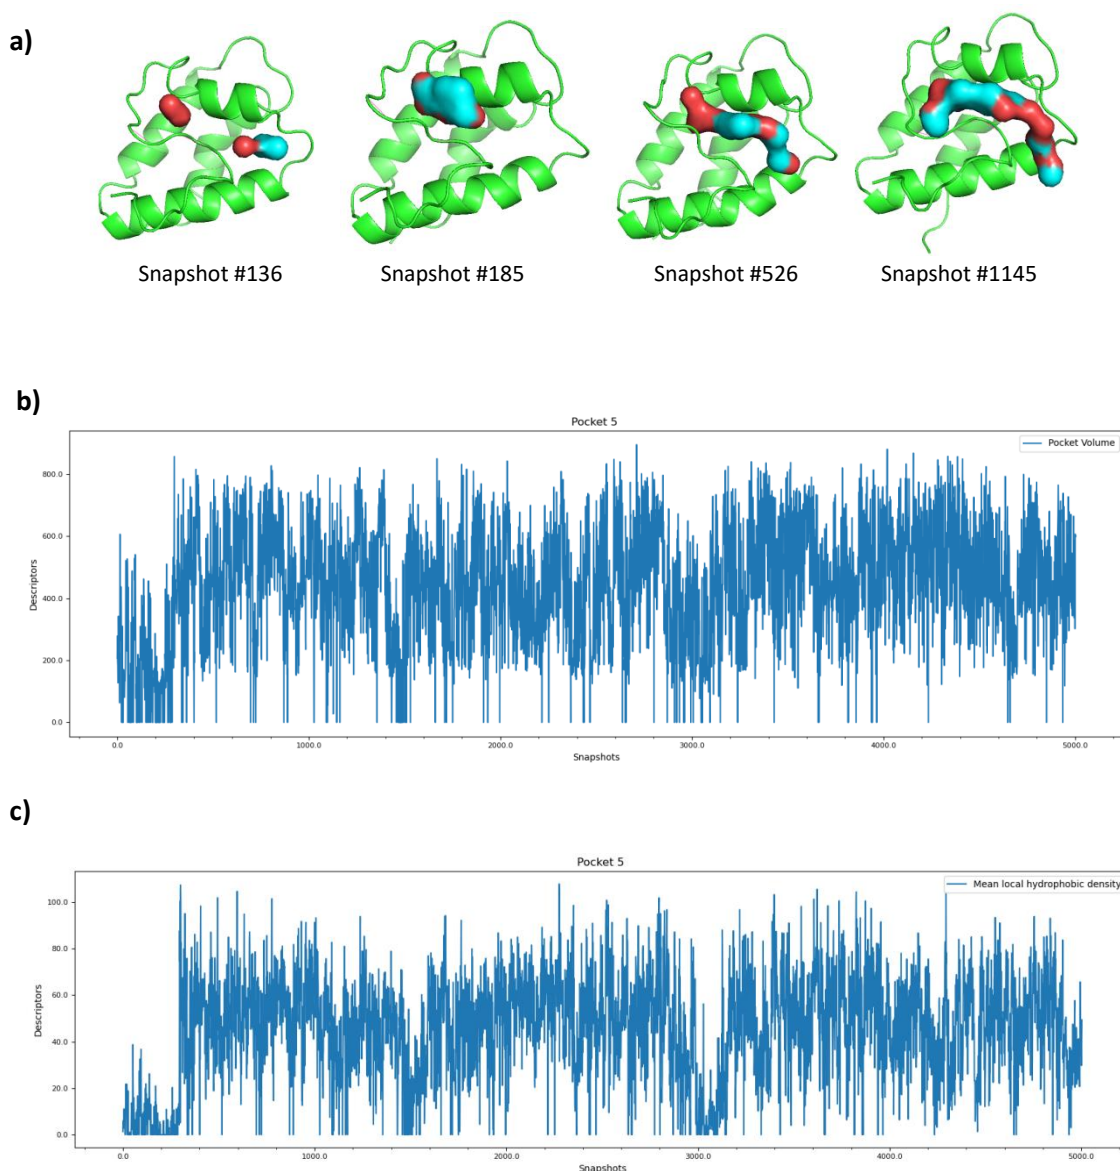 a)
Snapshot #136 Snapshot #185 Snapshot #526 Snapshot #1145
b)
Pocket 5
Pocket Volume
800.0
600.0
400.0
200.0
0.0
Descriptors
0.0 1000.0 2000.0 3000.0 4000.0 5000.0
Snapshots
c)
Pocket 5
Mean local hydrophobic density
100.0
80.0
60.0
40.0
20.0
0.0
Descriptors
0.0 1000.0 2000.0 3000.0 4000.0 5000.0
Snapshots